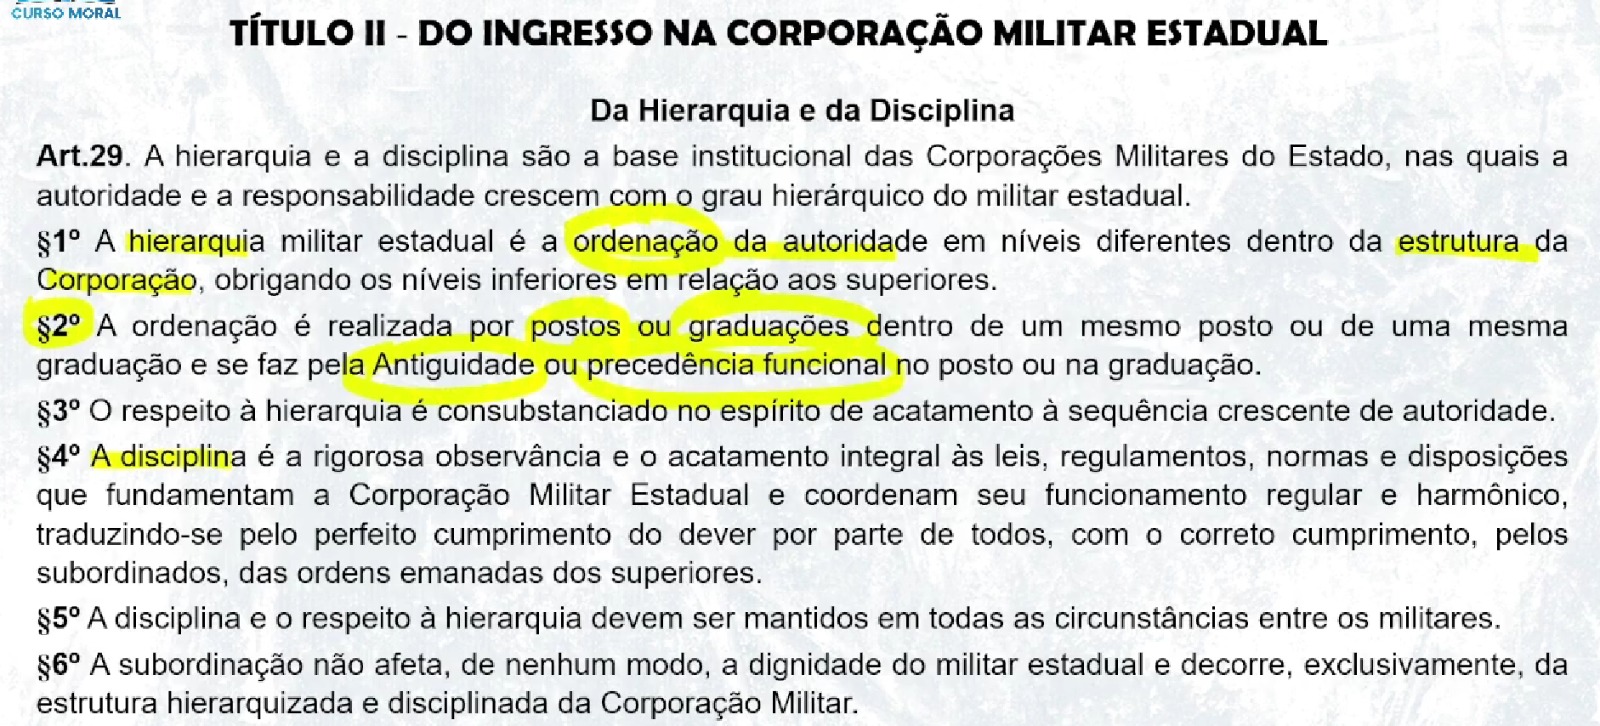 CURSO MORAL
TÍTULO II - DO INGRESSO NA CORPORAÇÃO MILITAR ESTADUAL
Da Hierarquia e da Disciplina
Art.29. A hierarquia e a disciplina são a base institucional das Corporações Militares do Estado, nas quais a
autoridade e a responsabilidade crescem com o grau hierárquico do militar estadual.
§1º A hierarquia militar estadual é a ordenação da autoridade em níveis diferentes dentro da estrutura da
Corporação, obrigando os níveis inferiores em relação aos superiores.
§2º A ordenação é realizada por postos ou graduações dentro de um mesmo posto ou de uma mesma
graduação e se faz pela Antiguidade ou precedência funcional no posto ou na graduação.
§3º O respeito à hierarquia é consubstanciado no espírito de acatamento à sequência crescente de autoridade.
§4º A disciplina é a rigorosa observância e o acatamento integral às leis, regulamentos, normas e disposições
que fundamentam a Corporação Militar Estadual e coordenam seu funcionamento regular e harmônico,
traduzindo-se pelo perfeito cumprimento do dever por parte de todos, com o correto cumprimento, pelos
subordinados, das ordens emanadas dos superiores.
§5º A disciplina e o respeito à hierarquia devem ser mantidos em todas as circunstâncias entre os militares.
§6º A subordinação não afeta, de nenhum modo, a dignidade do militar estadual e decorre, exclusivamente, da
estrutura hierarquizada e disciplinada da Corporação Militar.